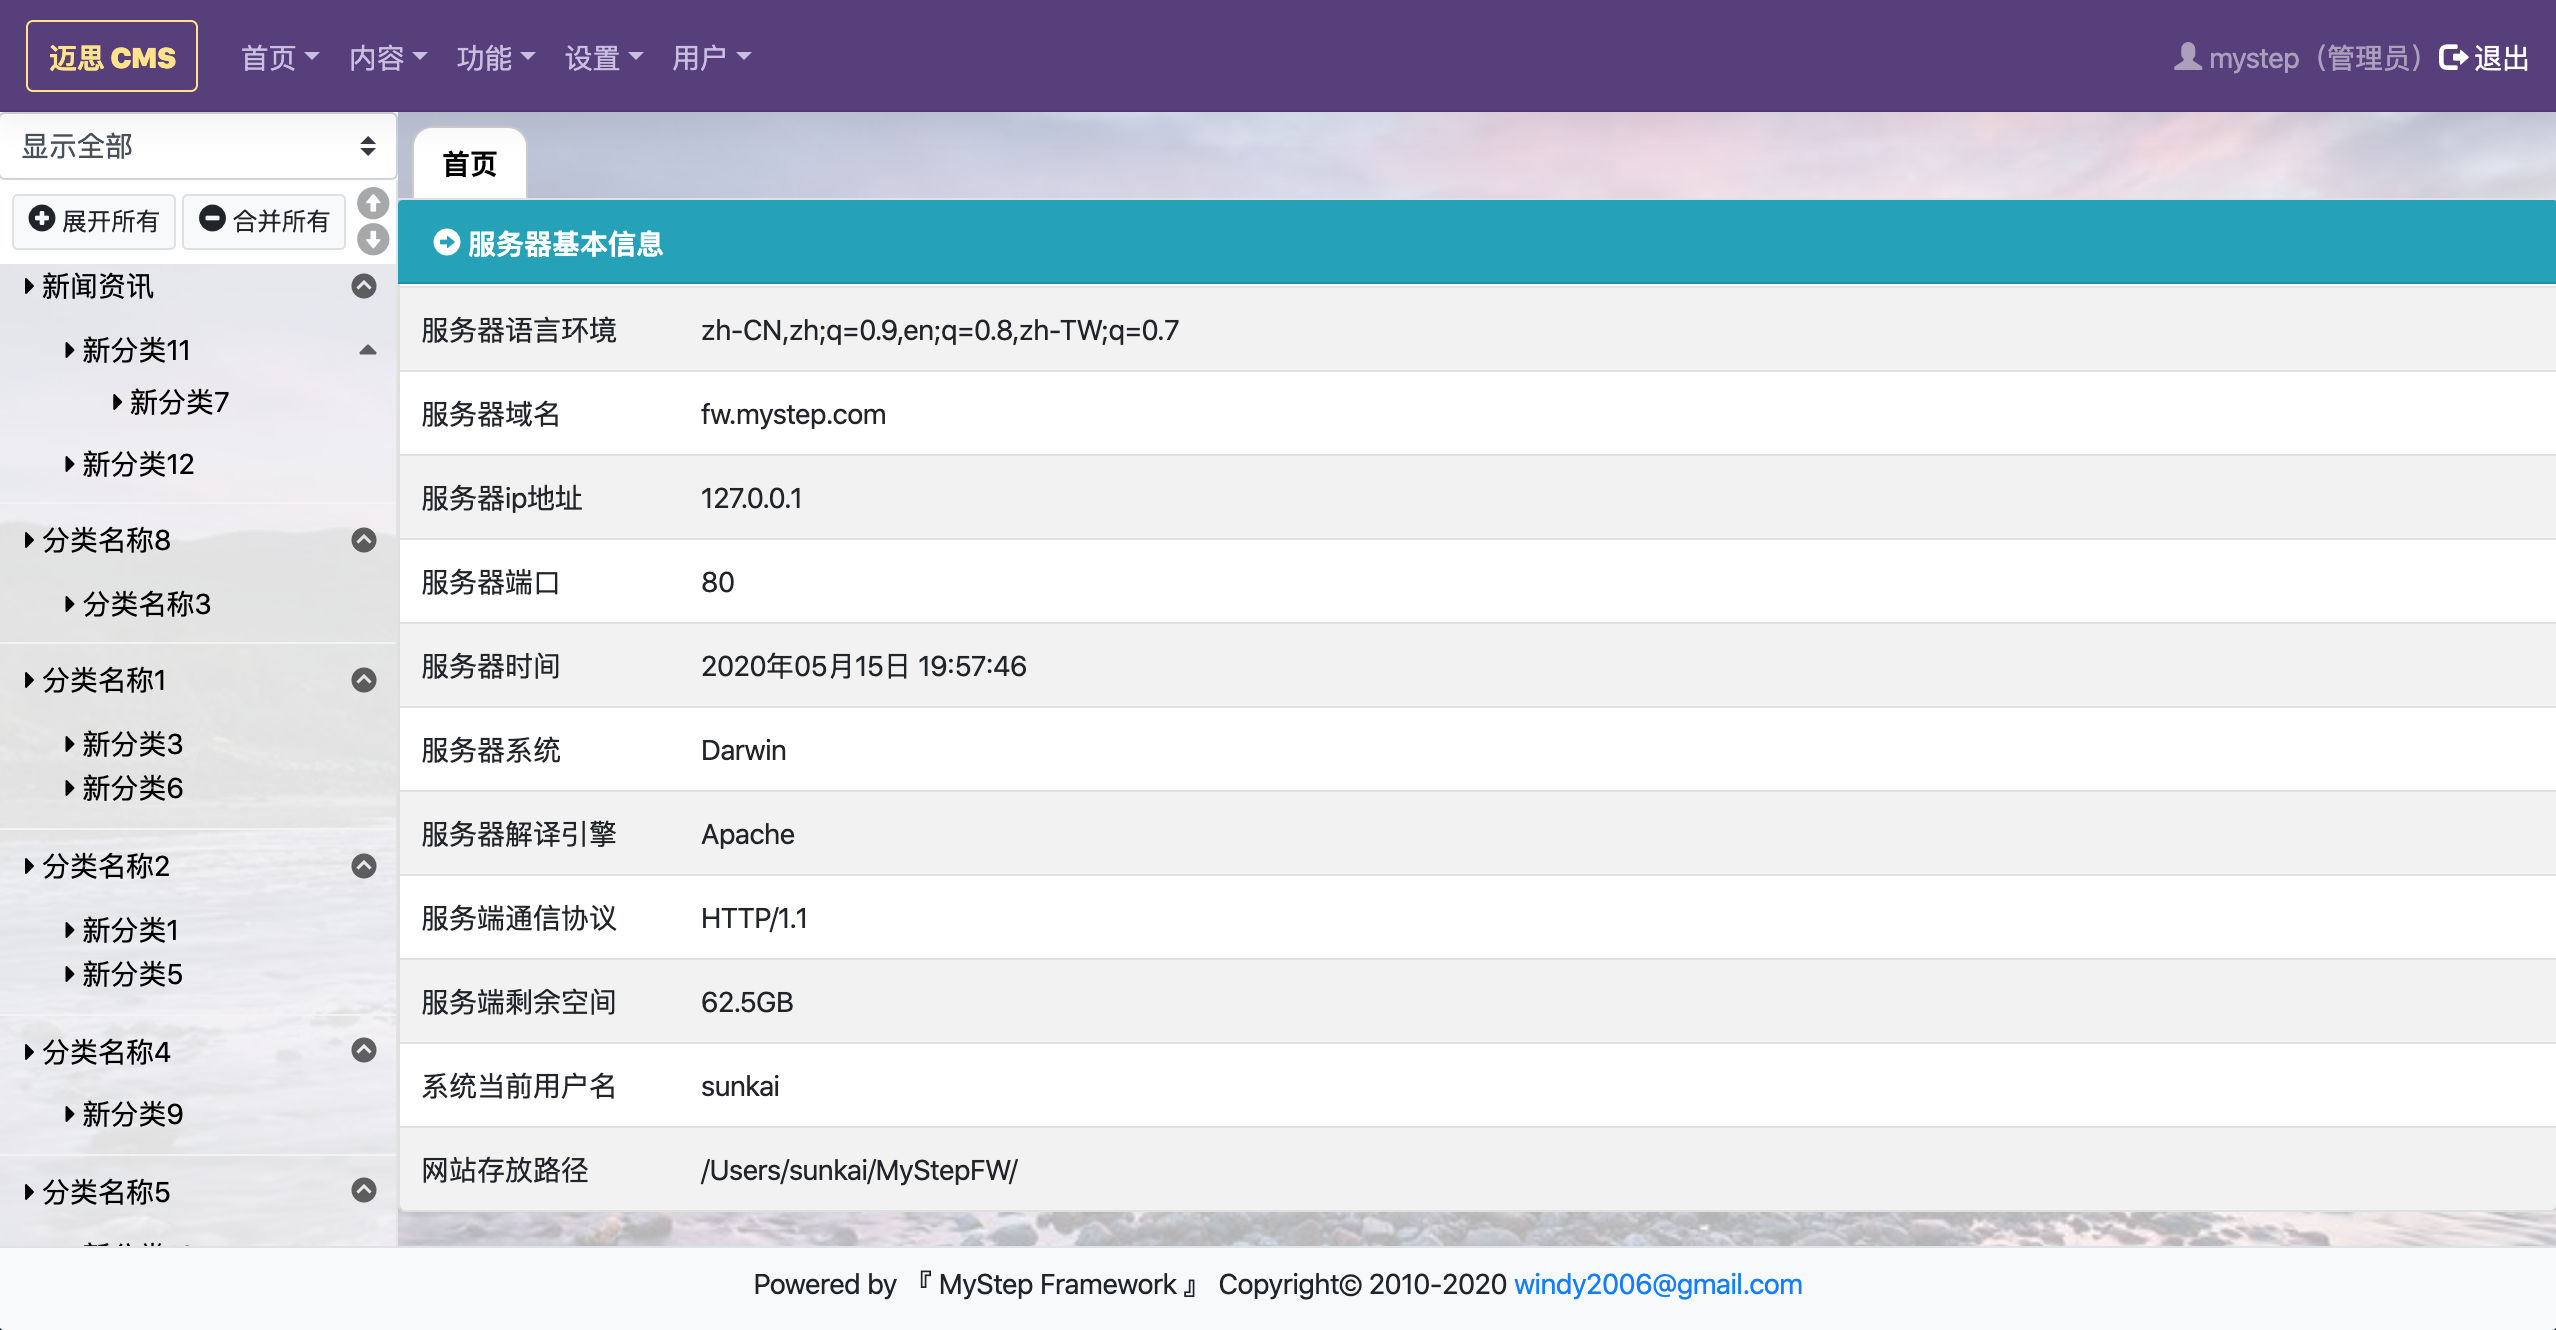 迈思 CMS 首页 内容 功能 设置 用户 mystep（管理员） 退出
显示全部
展开所有 合并所有
新闻资讯
新分类11
新分类7
新分类12
分类名称8
分类名称3
分类名称1
新分类3
新分类6
分类名称2
新分类1
新分类5
分类名称4
新分类9
分类名称5
首页
服务器基本信息
服务器语言环境 zh-CN,zh;q=0.9,en;q=0.8,zh-TW;q=0.7
服务器域名 fw.mystep.com
服务器ip地址 127.0.0.1
服务器端口 80
服务器时间 2020年05月15日 19:57:46
服务器系统 Darwin
服务器解译引擎 Apache
服务端通信协议 HTTP/1.1
服务端剩余空间 62.5GB
系统当前用户名 sunkai
网站存放路径 /Users/sunkai/MyStepFW/
Powered by 『 MyStep Framework 』 Copyright© 2010-2020 windy2006@gmail.com